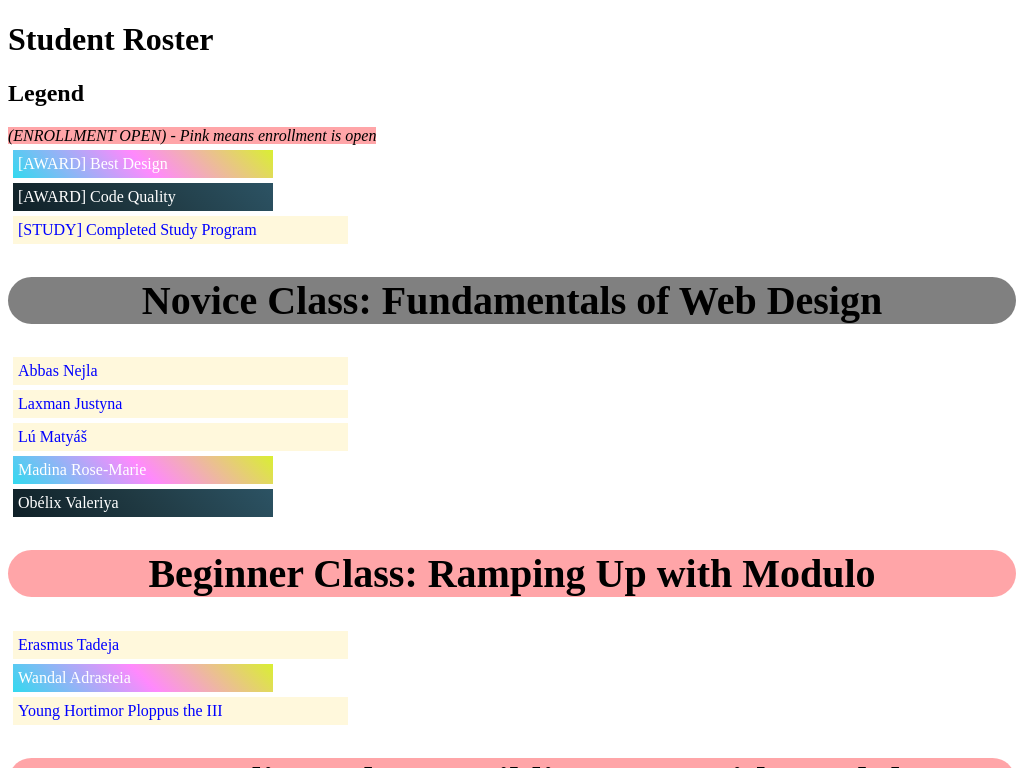 Student Roster
Legend
(ENROLLMENT OPEN) - Pink means enrollment is open
[AWARD] Best Design
[AWARD] Code Quality
[STUDY] Completed Study Program
Novice Class: Fundamentals of Web Design
Abbas Nejla
Laxman Justyna
Lú Matyáš
Madina Rose-Marie
Obélix Valeriya
Beginner Class: Ramping Up with Modulo
Erasmus Tadeja
Wandal Adrasteia
Young Hortimor Ploppus the III